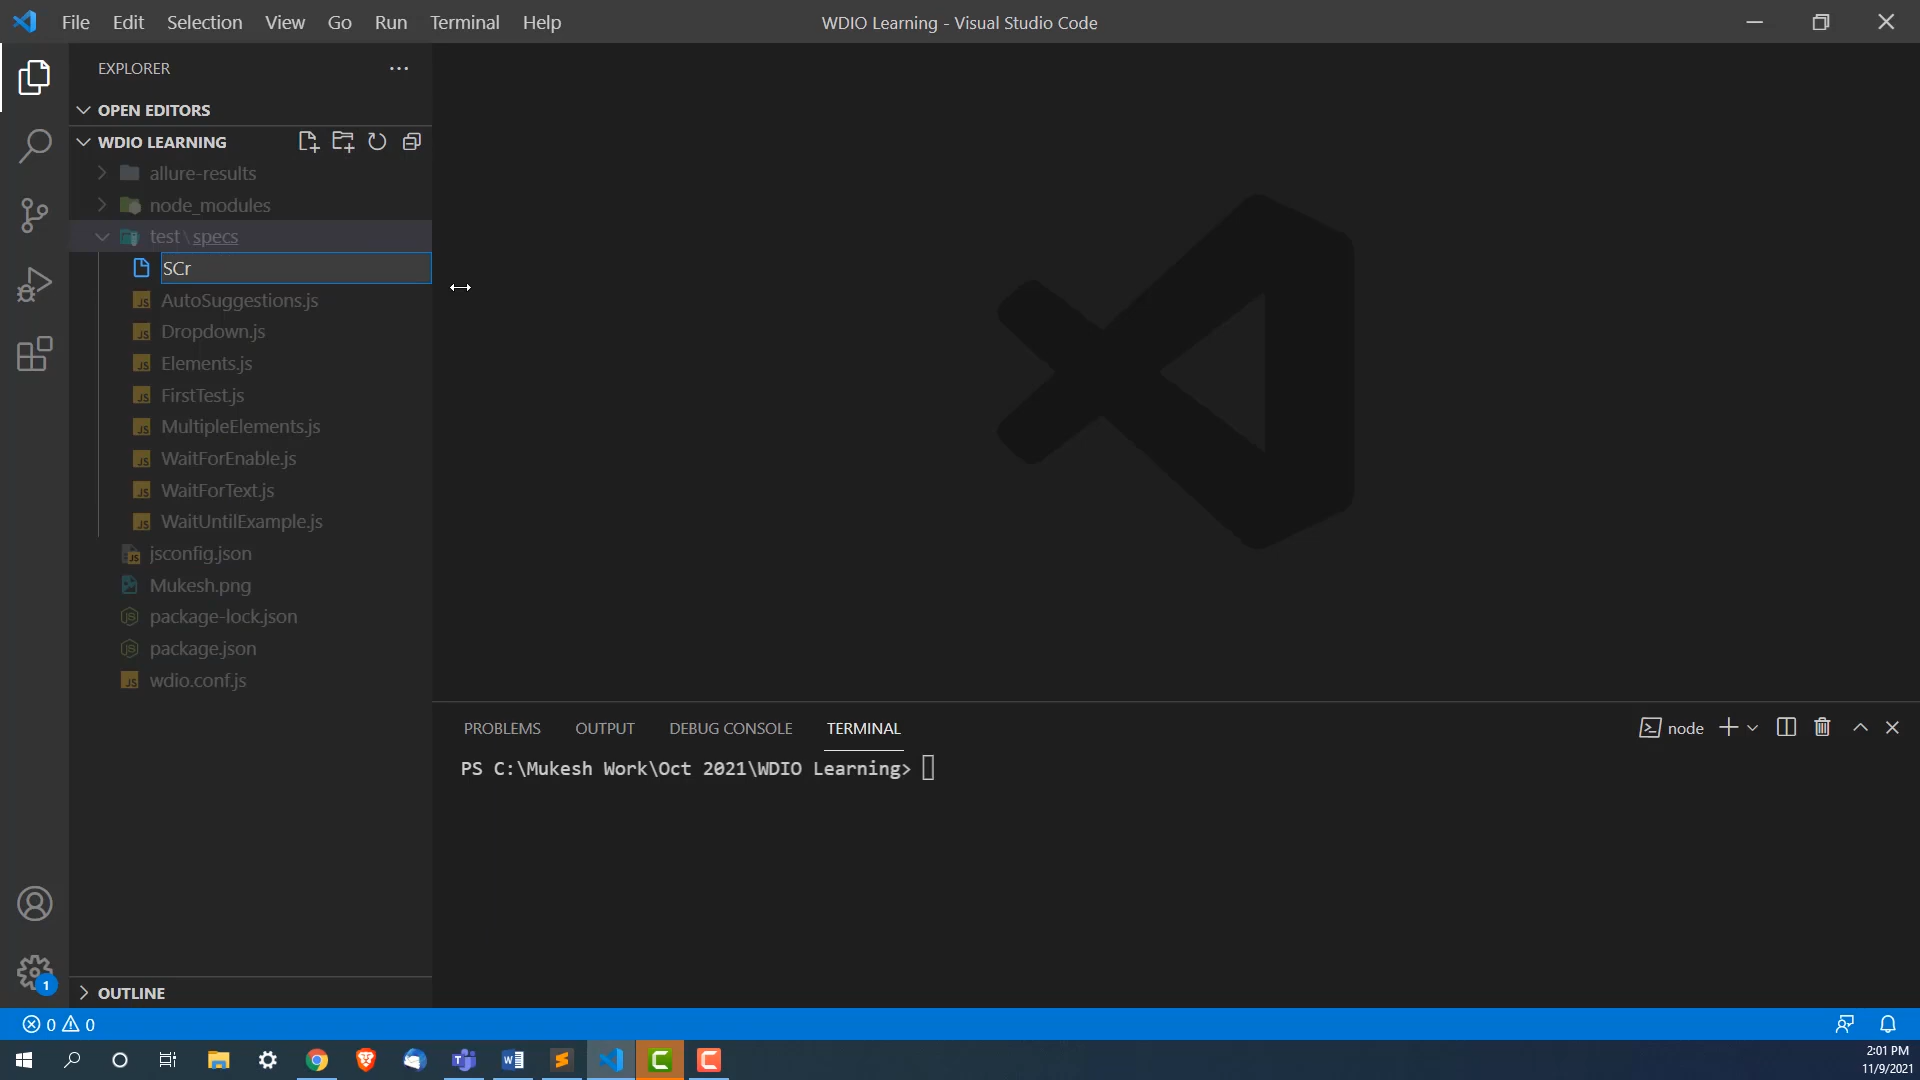 File Edit Selection View Go Run Terminal Help
WDIO Learning - Visual Studio Code
EXPLORER
OPEN EDITORS
WDIO LEARNING
allure-results
node_modules
test\specs
SCr
AutoSuggestions.js
Dropdown.js
Elements.js
FirstTest.js
MultipleElements.js
WaitForEnable.js
WaitForText.js
WaitUntilExample.js
jsconfig.json
Mukesh.png
package-lock.json
package.json
wdio.conf.js
PROBLEMS OUTPUT DEBUG CONSOLE TERMINAL
node
PS C:\Mukesh Work\Oct 2021\WDIO Learning>
1
OUTLINE
0 0
2:01 PM
11/9/2021